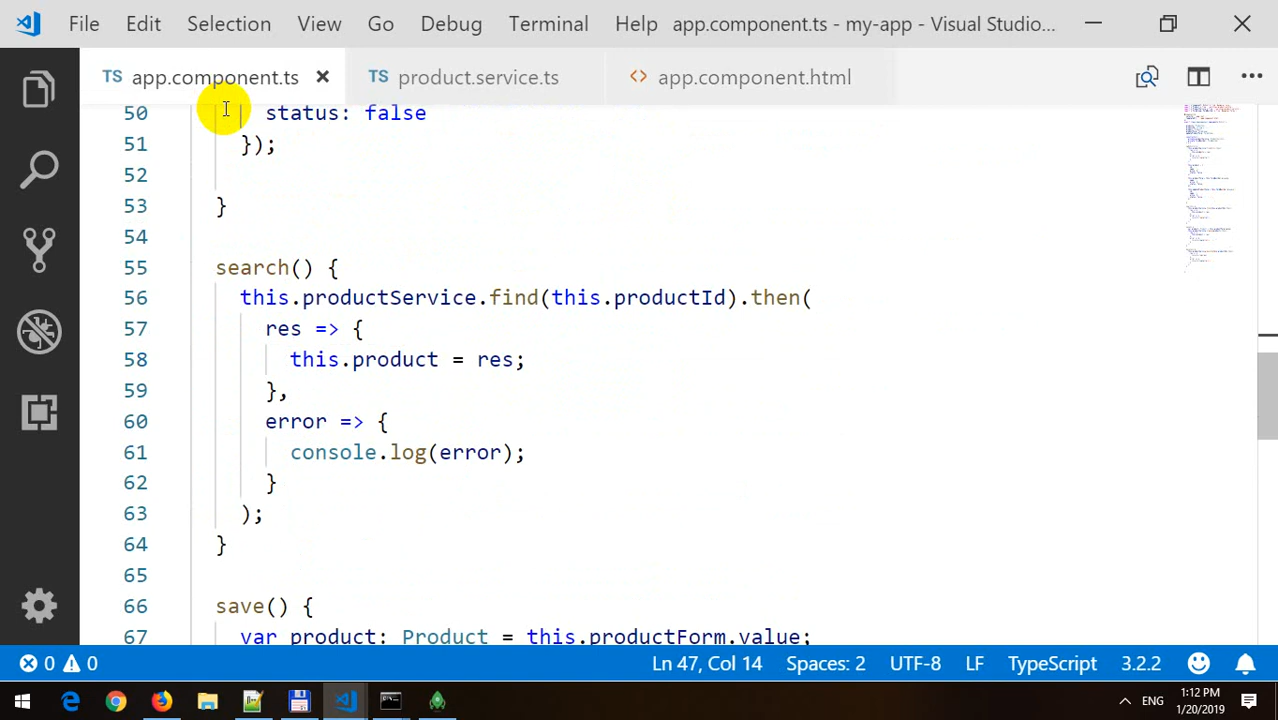 File Edit Selection View Go Debug Terminal Help app.component.ts - my-app - Visual Studio...
TS app.component.ts × TS product.service.ts <> app.component.html ...
50 status: false
51 });
52
53 }
54
55 search() {
56 this.productService.find(this.productId).then(
57 res => {
58 this.product = res;
59 },
60 error => {
61 console.log(error);
62 }
63 );
64 }
65
66 save() {
67 var product: Product = this.productForm.value;
0 0 Ln 47, Col 14 Spaces: 2 UTF-8 LF TypeScript 3.2.2
ENG 1:12 PM
1/20/2019